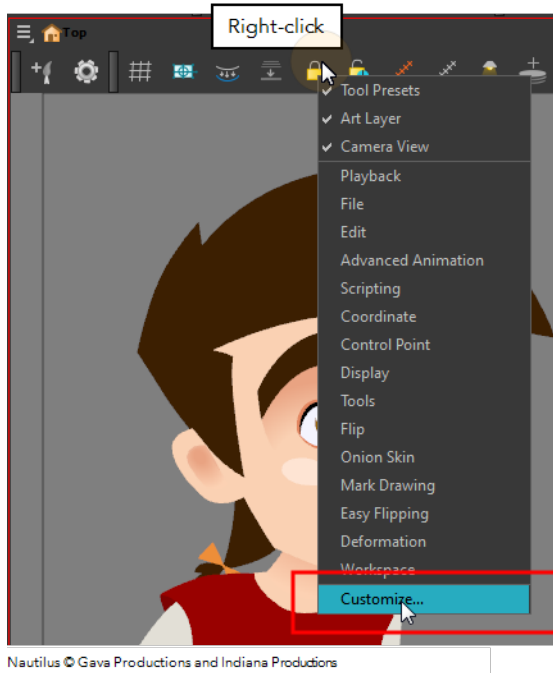 Right-click
Top
Tool Presets
Art Layer
Camera View
Playback
File
Edit
Advanced Animation
Scripting
Coordinate
Control Point
Display
Tools
Flip
Onion Skin
Mark Drawing
Easy Flipping
Deformation
Workspace
Customize...
Nautilus © Gava Productions and Indiana Productions